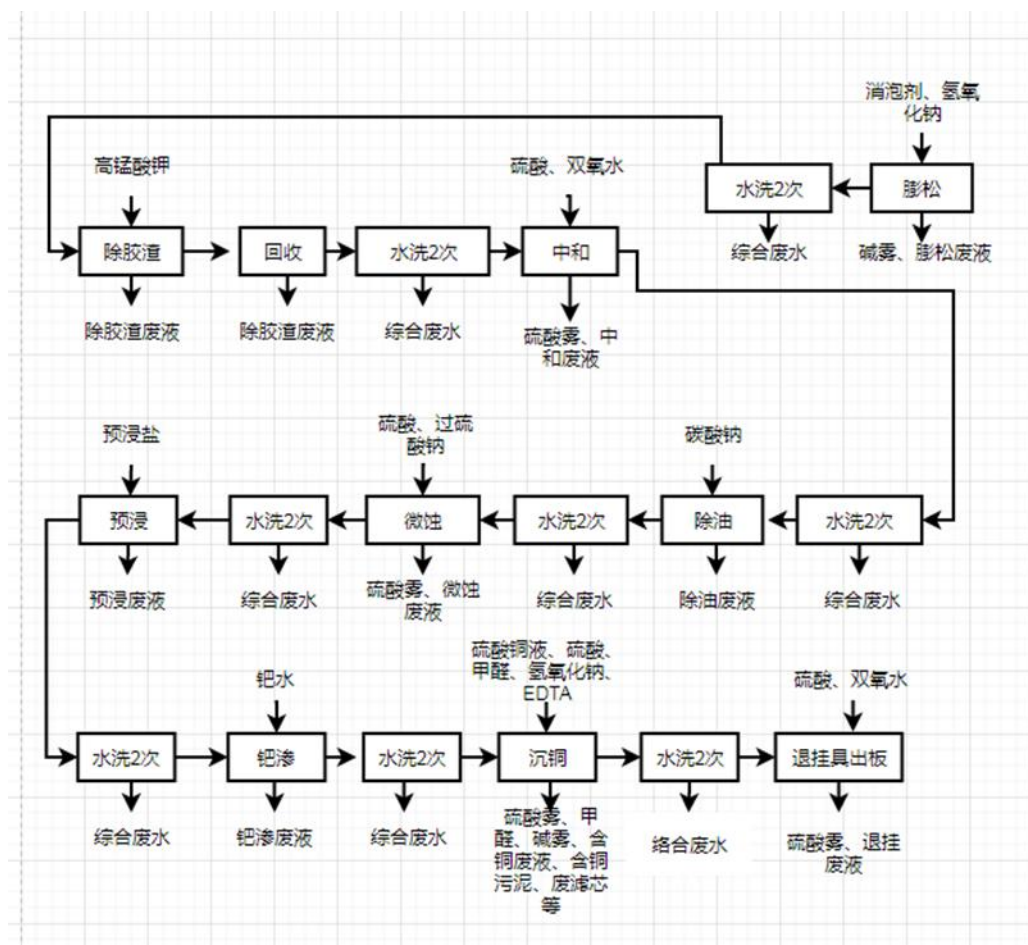 消泡剂、氢氧
化钠
高锰酸钾
硫酸、双氧水
水洗2次
膨松
除胶渣
回收
水洗2次
中和
综合废水
碱雾、膨松废液
除胶渣废液
除胶渣废液
综合废水
硫酸雾、中
和废液
预浸盐
硫酸、过硫
酸钠
碳酸钠
预浸
水洗2次
微蚀
水洗2次
除油
水洗2次
预浸废液
综合废水
硫酸雾、微蚀
废液
综合废水
除油废液
综合废水
钯水
硫酸铜液、硫酸、
甲醛、氢氧化钠、
EDTA
硫酸、双氧水
水洗2次
钯渗
水洗2次
沉铜
水洗2次
退挂具出板
综合废水
钯渗废液
综合废水
硫酸雾、甲
醛、碱雾、含
铜废液、含铜
污泥、废滤芯
等
络合废水
硫酸雾、退挂
废液